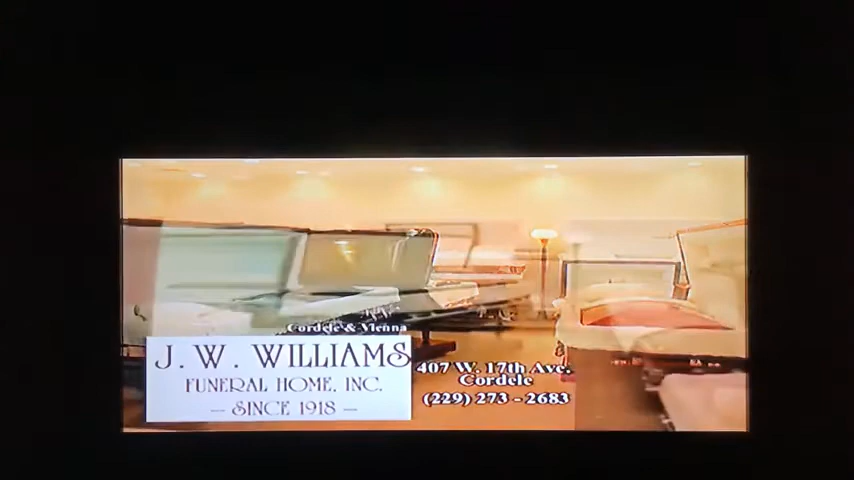 Cordele & Vienna
J. W. WILLIAMS
FUNERAL HOME, INC.
— SINCE 1918 —
407 W. 17th Ave.
Cordele
(229) 273 - 2683